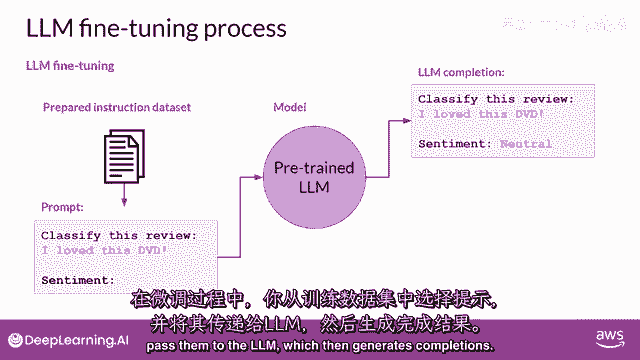 LLM fine-tuning process
LLM fine-tuning
LLM completion:
Prepared instruction dataset
Model
Classify this review:
I loved this DVD!
Sentiment: Neutral
Pre-trained
LLM
Prompt:
Classify this review:
I loved this DVD!
Sentiment:
在微调过程中，你从训练数据集中选择提示，
并将其传递给LLM，然后生成完成结果。
pass them to the LLM, which then generates completions.
DeepLearning.AI
aws